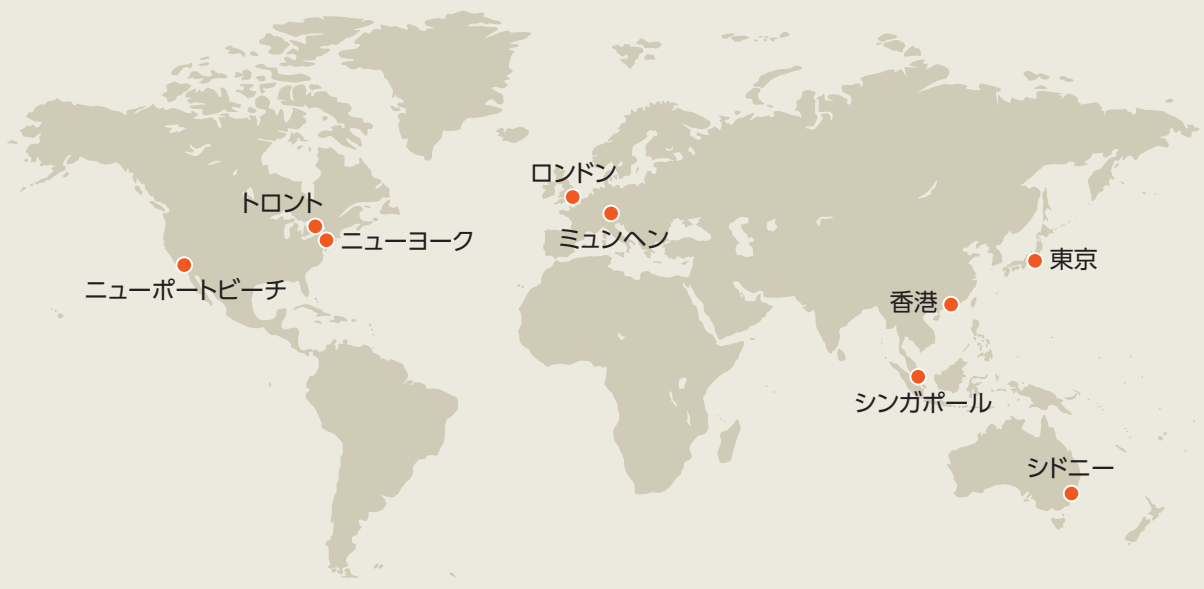 ロンドン
トロント
ニューヨーク
ミュンヘン
東京
ニューポートビーチ
香港
シンガポール
シドニー